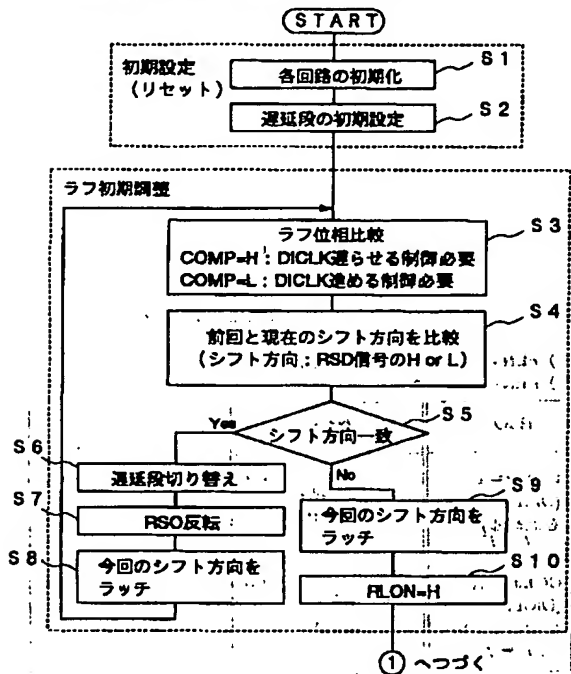 START
初期設定
(リセット)
各回路の初期化
S1
遅延段の初期設定
S2
ラフ初期調整
ラフ位相比較
COMP=H:DICLK遅らせる制御必要
COMP=L:DICLK進める制御必要
S3
前回と現在のシフト方向を比較
(シフト方向:RSD信号のH or L)
S4
シフト方向一致
S5
Yes
No
S6
遅延段切り替え
S7
RSO反転
S8
今回のシフト方向を
ラッチ
S9
今回のシフト方向を
ラッチ
S10
RLON=H
①へつづく